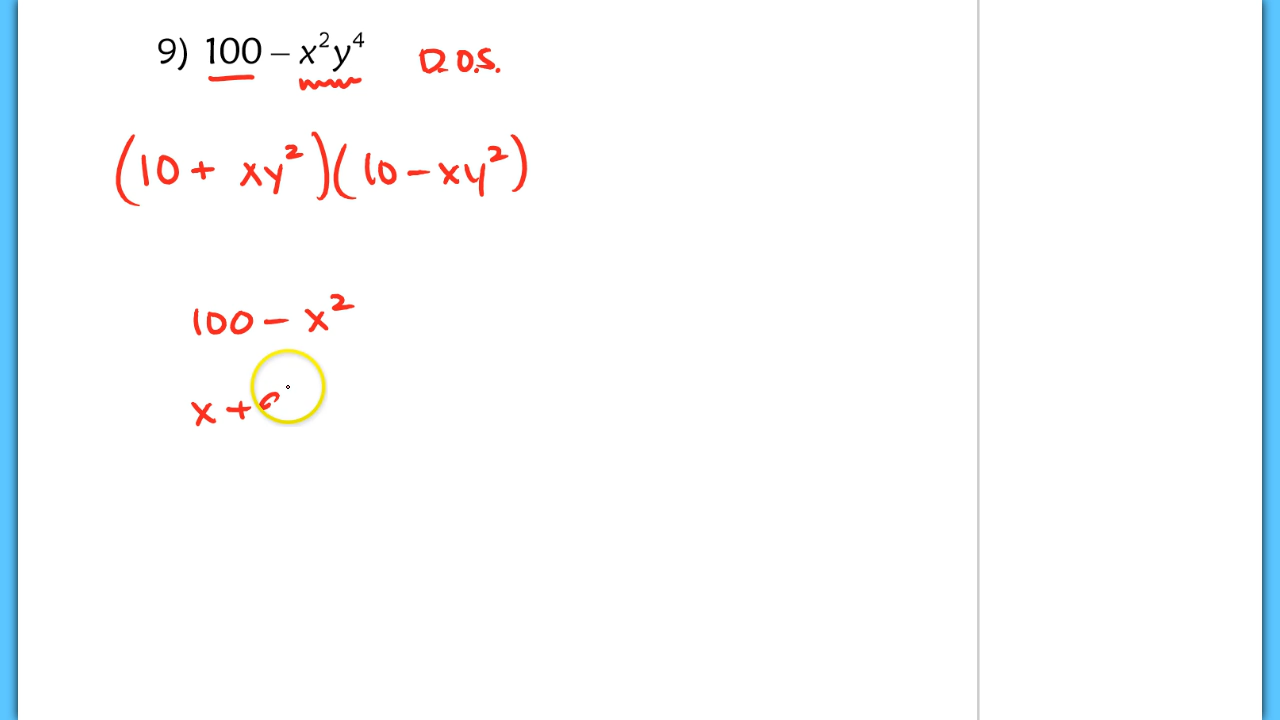 9) 100 – x²y⁴ D.O.S.
(10 + xy²)(10 - xy²)
100 - x²
x +